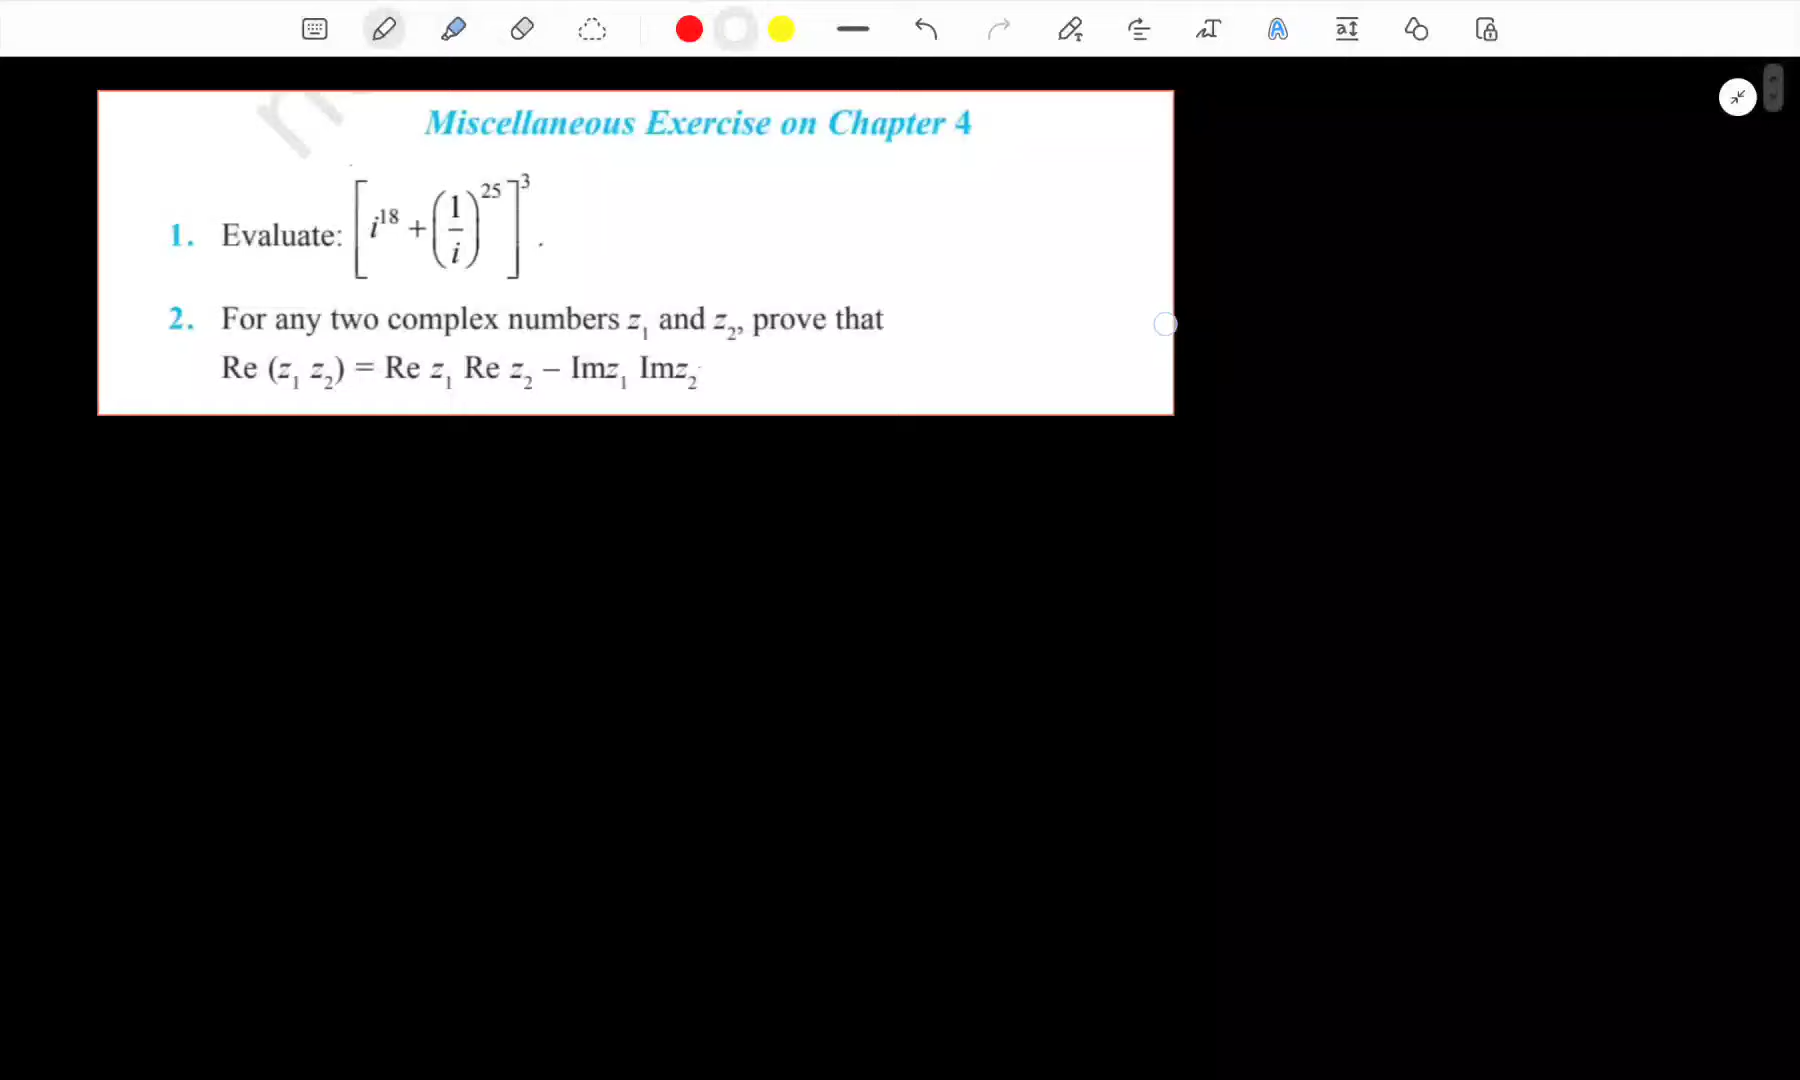 Miscellaneous Exercise on Chapter 4
1. Evaluate: [i^18 + (1/i)^25]^3 .
2. For any two complex numbers z₁ and z₂, prove that
Re (z₁ z₂) = Re z₁ Re z₂ – Imz₁ Imz₂